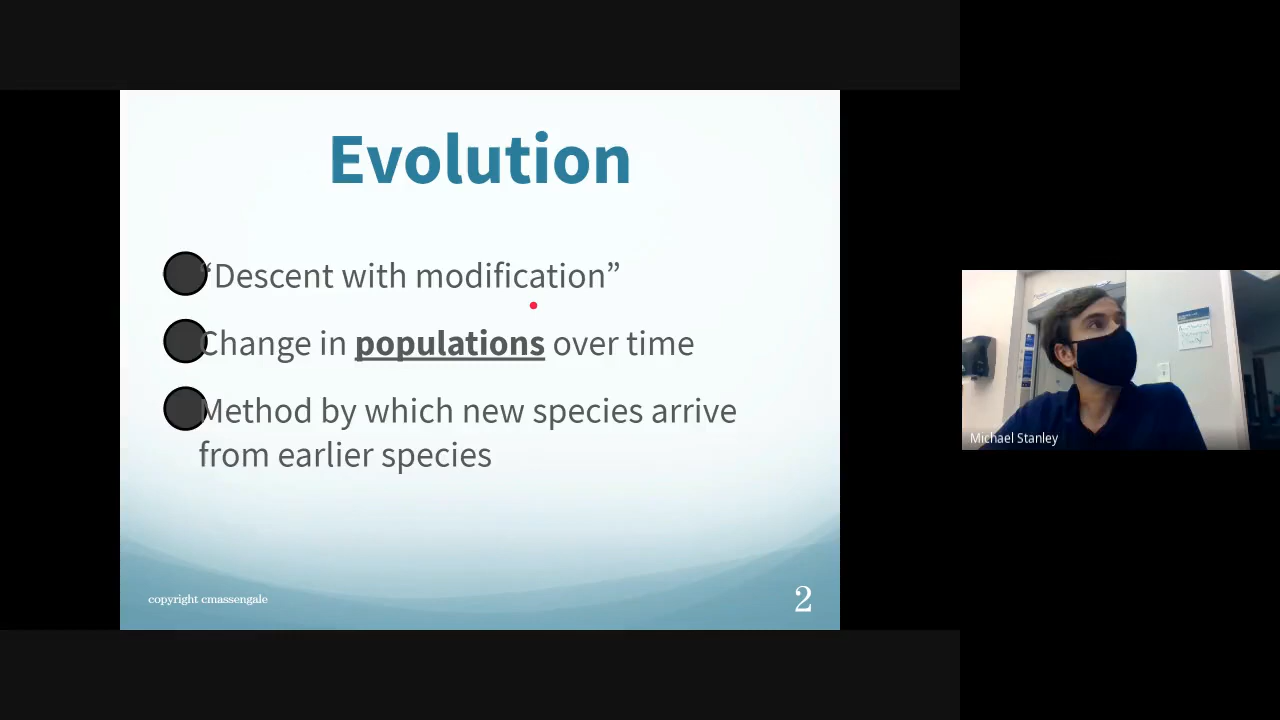 Evolution
“Descent with modification”
Change in populations over time
Method by which new species arrive
from earlier species
copyright cmassengale
2
Michael Stanley